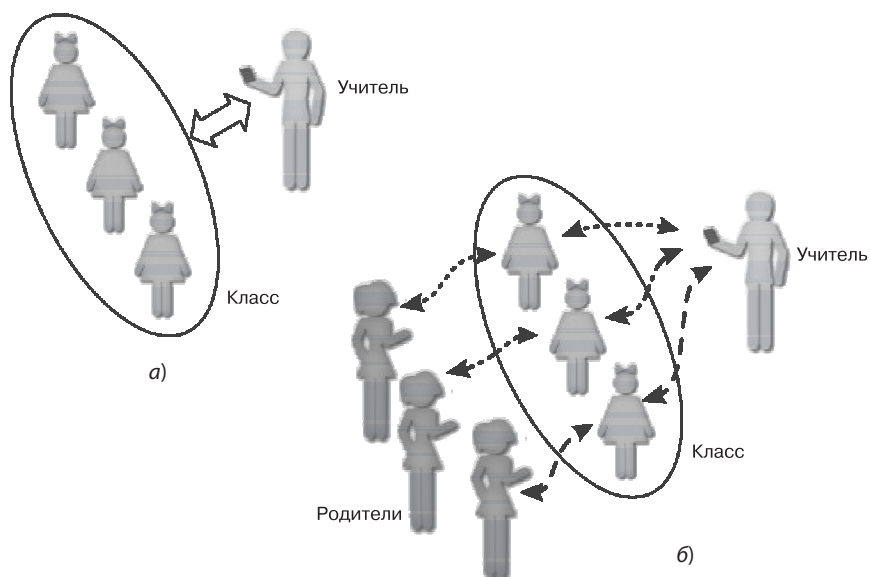 Учитель
Класс
а)
Учитель
Класс
Родители
б)